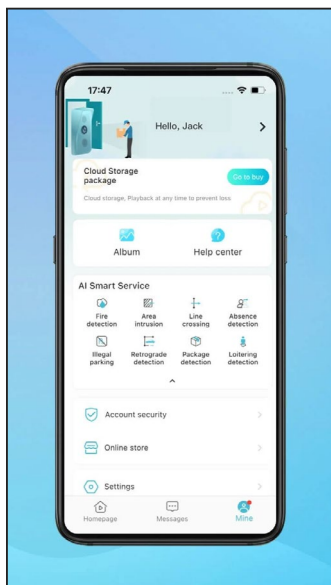 17:47
Hello, Jack
Cloud Storage
package
Go to buy
Cloud storage, Playback at any time to prevent loss
Album
Help center
AI Smart Service
Fire
detection
Area
intrusion
Line
crossing
Absence
detection
Illegal
parking
Retrograde
detection
Package
detection
Loitering
detection
Account security
Online store
Settings
Homepage
Messages
Mine